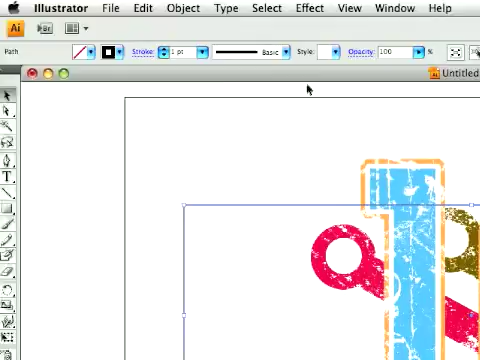 Illustrator File Edit Object Type Select Effect View Window Help
Ai Br
Path Stroke: 1 pt Basic Style: Opacity: 100 %
Untitled
T